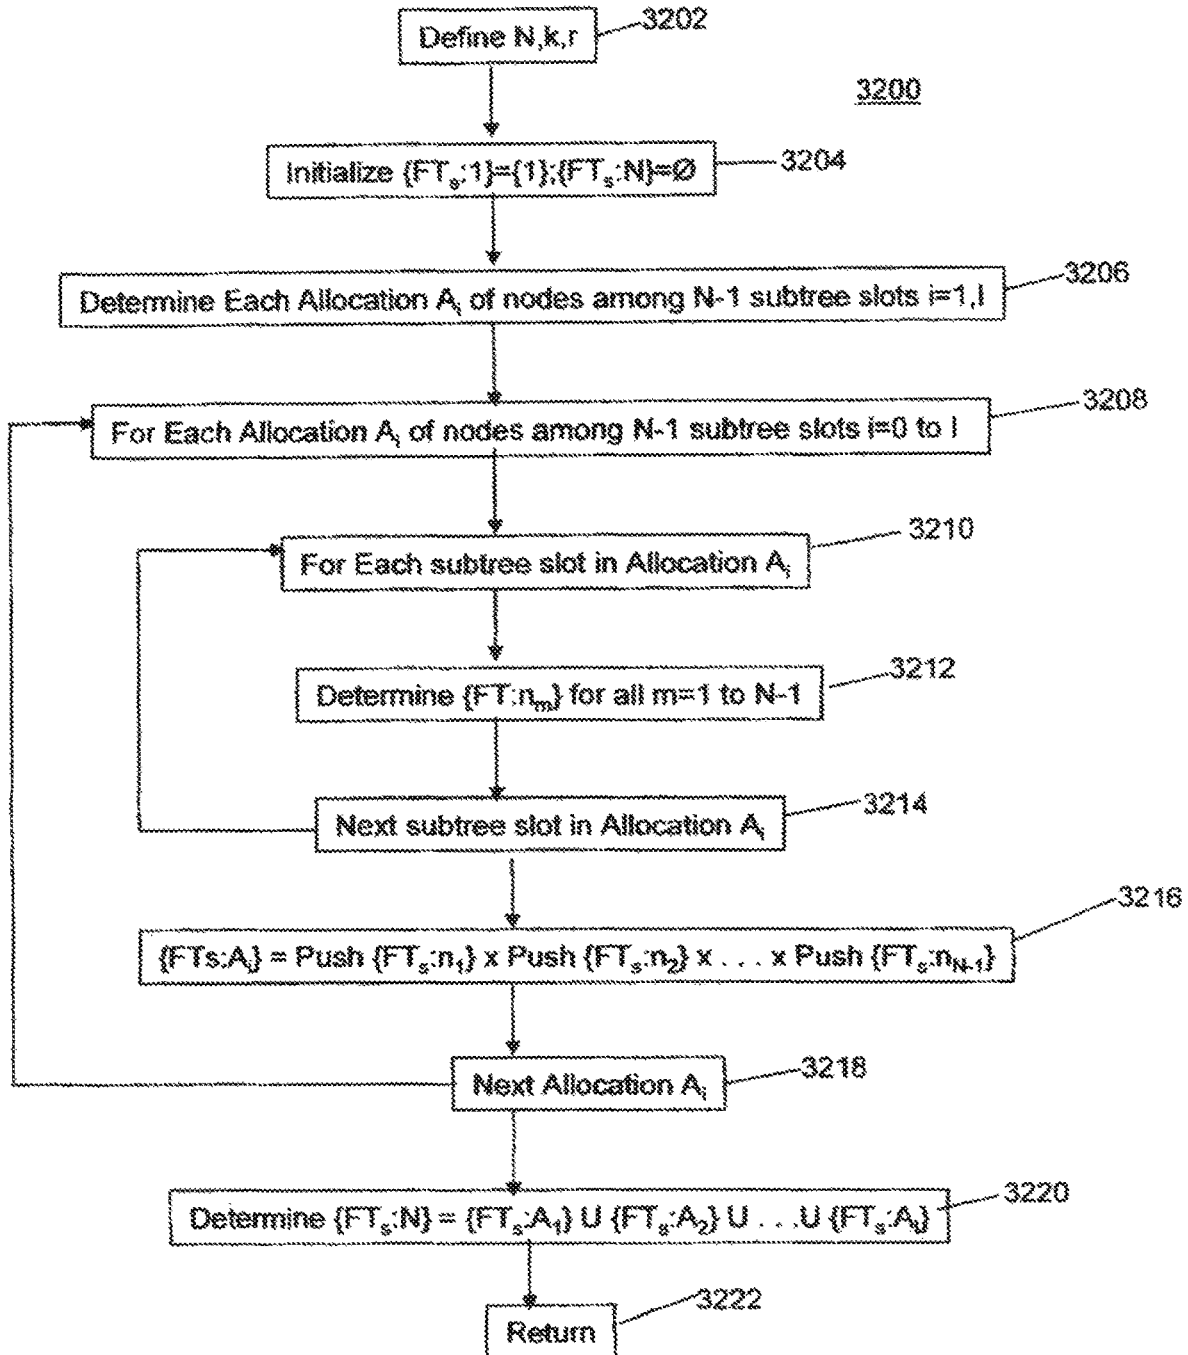 Define N,k,r
3202
3200
Initialize {FTₛ:1}={1};{FTₛ:N}=Ø
3204
Determine Each Allocation Aᵢ of nodes among N-1 subtree slots i=1,I
3206
For Each Allocation Aᵢ of nodes among N-1 subtree slots i=0 to I
3208
For Each subtree slot in Allocation Aᵢ
3210
Determine {FT:nₘ} for all m=1 to N-1
3212
Next subtree slot in Allocation Aᵢ
3214
{FTs:Aᵢ} = Push {FTₛ:n₁} x Push {FTₛ:n₂} x . . . x Push {FTₛ:n_N-1}
3216
Next Allocation Aᵢ
3218
Determine {FTₛ:N} = {FTₛ:A₁} U {FTₛ:A₂} U . . .U {FTₛ:Aᵢ}
3220
Return
3222